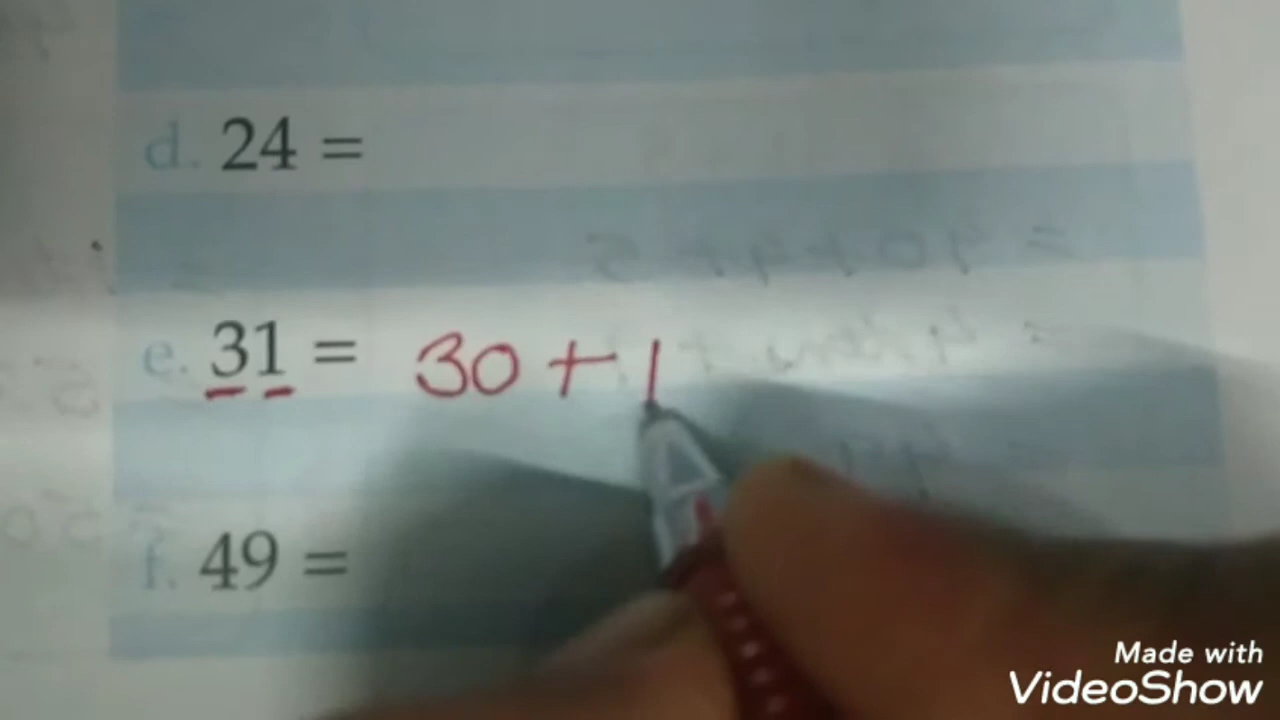 d. 24 =
e. 31 = 30 + 1
f. 49 =
Made with
VideoShow